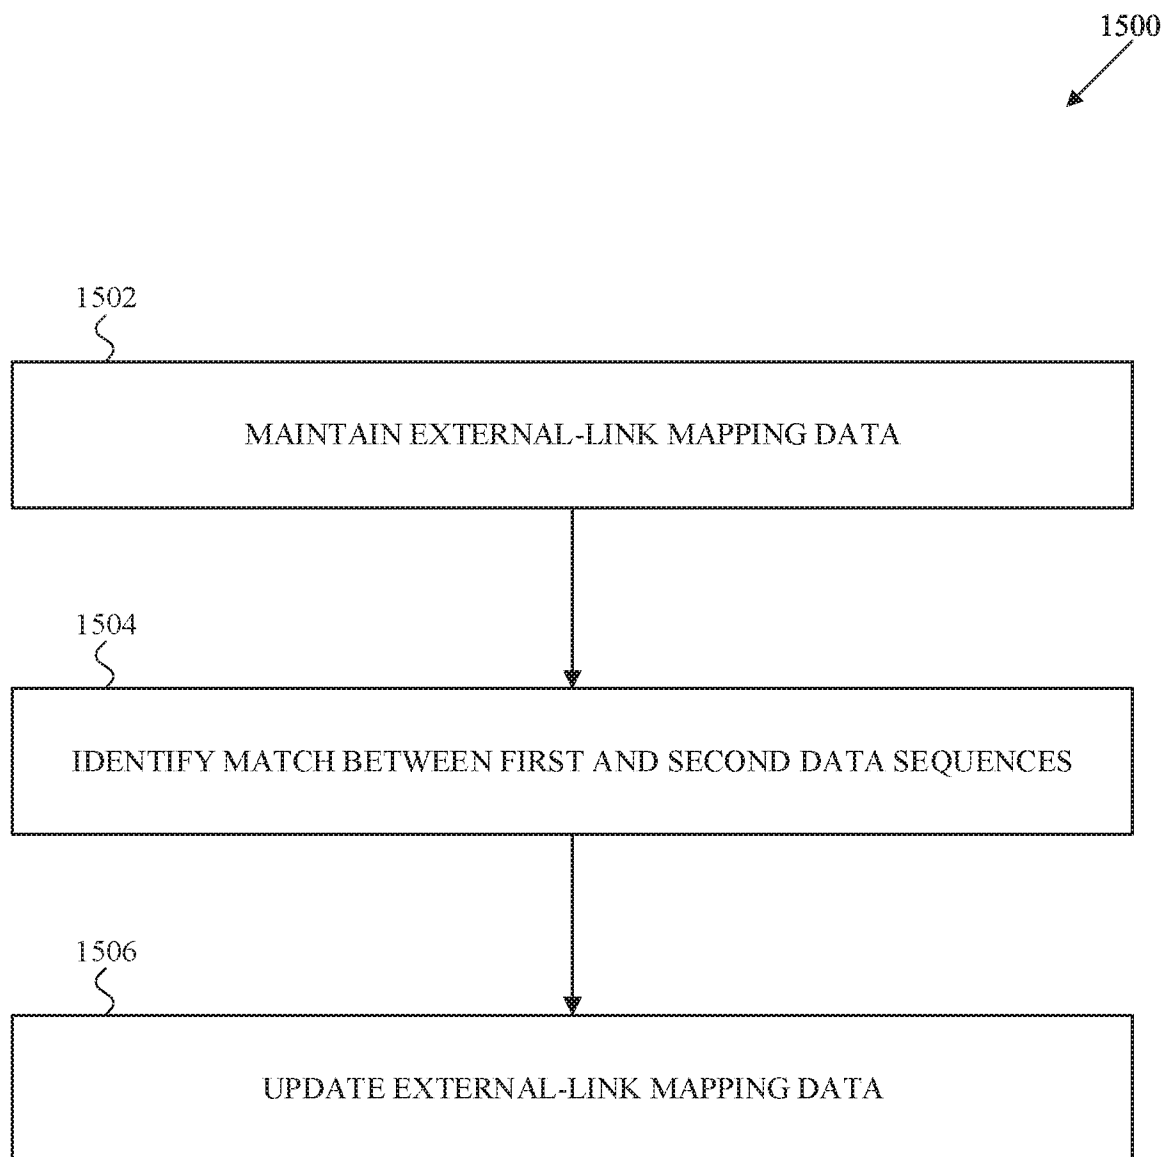 1500
1502
MAINTAIN EXTERNAL-LINK MAPPING DATA
1504
IDENTIFY MATCH BETWEEN FIRST AND SECOND DATA SEQUENCES
1506
UPDATE EXTERNAL-LINK MAPPING DATA